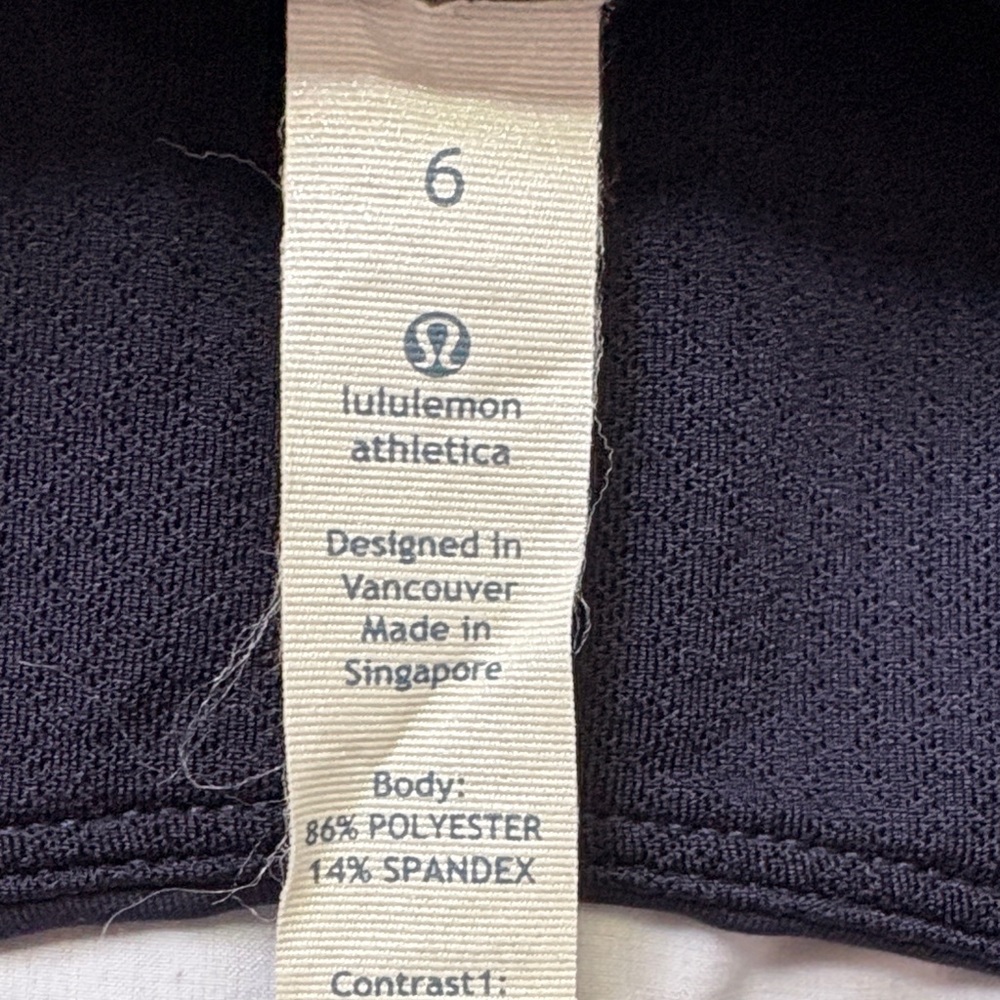 6
lululemon
athletica
Designed in
Vancouver
Made in
Singapore
Body:
86% POLYESTER
14% SPANDEX
Contrast1: